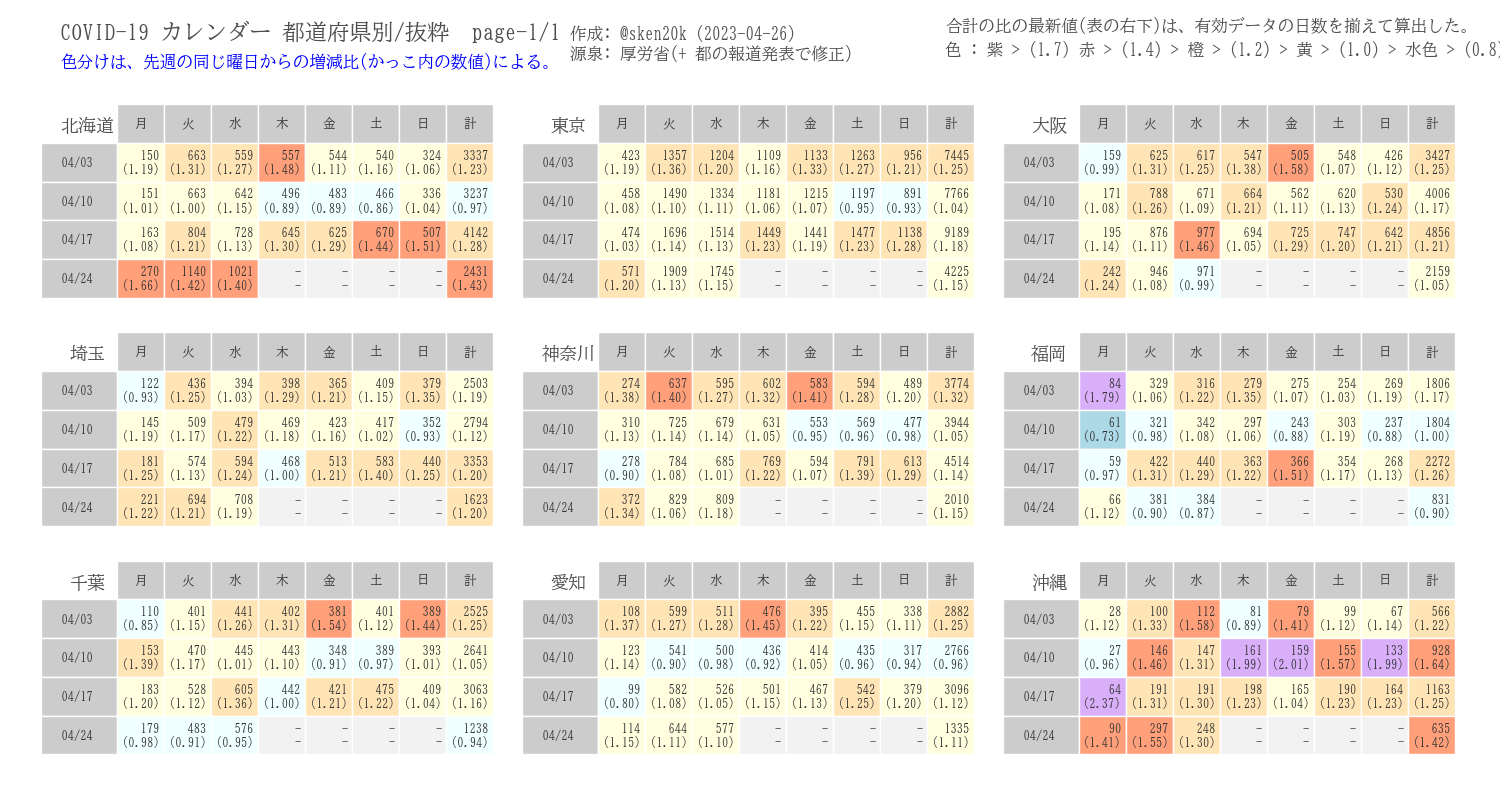 COVID-19 カレンダー 都道府県別/抜粋 page-1/1
色分けは、先週の同じ曜日からの増減比(かっこ内の数値)による。
作成: @sken20k (2023-04-26)
源泉: 厚労省(+ 都の報道発表で修正)
合計の比の最新値(表の右下)は、有効データの日数を揃えて算出した。
色 : 紫 > (1.7) 赤 > (1.4) > 橙 > (1.2) > 黄 > (1.0) > 水色 > (0.8)
北海道 月 火 水 木 金 土 日 計
04/03 150 663 559 557 544 540 324 3337
(1.19) (1.31) (1.27) (1.48) (1.11) (1.16) (1.06) (1.23)
04/10 151 663 642 496 483 466 336 3237
(1.01) (1.00) (1.15) (0.89) (0.89) (0.86) (1.04) (0.97)
04/17 163 804 728 645 625 670 507 4142
(1.08) (1.21) (1.13) (1.30) (1.29) (1.44) (1.51) (1.28)
04/24 270 1140 1021 - - - - 2431
(1.66) (1.42) (1.40) - - - - (1.43)
東京 月 火 水 木 金 土 日 計
04/03 423 1357 1204 1109 1133 1263 956 7445
(1.19) (1.36) (1.20) (1.16) (1.33) (1.27) (1.21) (1.25)
04/10 458 1490 1334 1181 1215 1197 891 7766
(1.08) (1.10) (1.11) (1.06) (1.07) (0.95) (0.93) (1.04)
04/17 474 1696 1514 1449 1441 1477 1138 9189
(1.03) (1.14) (1.13) (1.23) (1.19) (1.23) (1.28) (1.18)
04/24 571 1909 1745 - - - - 4225
(1.20) (1.13) (1.15) - - - - (1.15)
大阪 月 火 水 木 金 土 日 計
04/03 159 625 617 547 505 548 426 3427
(0.99) (1.31) (1.25) (1.38) (1.58) (1.07) (1.12) (1.25)
04/10 171 788 671 664 562 620 530 4006
(1.08) (1.26) (1.09) (1.21) (1.11) (1.13) (1.24) (1.17)
04/17 195 876 977 694 725 747 642 4856
(1.14) (1.11) (1.46) (1.05) (1.29) (1.20) (1.21) (1.21)
04/24 242 946 971 - - - - 2159
(1.24) (1.08) (0.99) - - - - (1.05)
埼玉 月 火 水 木 金 土 日 計
04/03 122 436 394 398 365 409 379 2503
(0.93) (1.25) (1.03) (1.29) (1.21) (1.15) (1.35) (1.19)
04/10 145 509 479 469 423 417 352 2794
(1.19) (1.17) (1.22) (1.18) (1.16) (1.02) (0.93) (1.12)
04/17 181 574 594 468 513 583 440 3353
(1.25) (1.13) (1.24) (1.00) (1.21) (1.40) (1.25) (1.20)
04/24 221 694 708 - - - - 1623
(1.22) (1.21) (1.19) - - - - (1.20)
神奈川 月 火 水 木 金 土 日 計
04/03 274 637 595 602 583 594 489 3774
(1.38) (1.40) (1.27) (1.32) (1.41) (1.28) (1.20) (1.32)
04/10 310 725 679 631 553 569 477 3944
(1.13) (1.14) (1.14) (1.05) (0.95) (0.96) (0.98) (1.05)
04/17 278 784 685 769 594 791 613 4514
(0.90) (1.08) (1.01) (1.22) (1.07) (1.39) (1.29) (1.14)
04/24 372 829 809 - - - - 2010
(1.34) (1.06) (1.18) - - - - (1.15)
福岡 月 火 水 木 金 土 日 計
04/03 84 329 316 279 275 254 269 1806
(1.79) (1.06) (1.22) (1.35) (1.07) (1.03) (1.19) (1.17)
04/10 61 321 342 297 243 303 237 1804
(0.73) (0.98) (1.08) (1.06) (0.88) (1.19) (0.88) (1.00)
04/17 59 422 440 363 366 354 268 2272
(0.97) (1.31) (1.29) (1.22) (1.51) (1.17) (1.13) (1.26)
04/24 66 381 384 - - - - 831
(1.12) (0.90) (0.87) - - - - (0.90)
千葉 月 火 水 木 金 土 日 計
04/03 110 401 441 402 381 401 389 2525
(0.85) (1.15) (1.26) (1.31) (1.54) (1.12) (1.44) (1.25)
04/10 153 470 445 443 348 389 393 2641
(1.39) (1.17) (1.01) (1.10) (0.91) (0.97) (1.01) (1.05)
04/17 183 528 605 442 421 475 409 3063
(1.20) (1.12) (1.36) (1.00) (1.21) (1.22) (1.04) (1.16)
04/24 179 483 576 - - - - 1238
(0.98) (0.91) (0.95) - - - - (0.94)
愛知 月 火 水 木 金 土 日 計
04/03 108 599 511 476 395 455 338 2882
(1.37) (1.27) (1.28) (1.45) (1.22) (1.15) (1.11) (1.25)
04/10 123 541 500 436 414 435 317 2766
(1.14) (0.90) (0.98) (0.92) (1.05) (0.96) (0.94) (0.96)
04/17 99 582 526 501 467 542 379 3096
(0.80) (1.08) (1.05) (1.15) (1.13) (1.25) (1.20) (1.12)
04/24 114 644 577 - - - - 1335
(1.15) (1.11) (1.10) - - - - (1.11)
沖縄 月 火 水 木 金 土 日 計
04/03 28 100 112 81 79 99 67 566
(1.12) (1.33) (1.58) (0.89) (1.41) (1.12) (1.14) (1.22)
04/10 27 146 147 161 159 155 133 928
(0.96) (1.46) (1.31) (1.99) (2.01) (1.57) (1.99) (1.64)
04/17 64 191 191 198 165 190 164 1163
(2.37) (1.31) (1.30) (1.23) (1.04) (1.23) (1.23) (1.25)
04/24 90 297 248 - - - - 635
(1.41) (1.55) (1.30) - - - - (1.42)